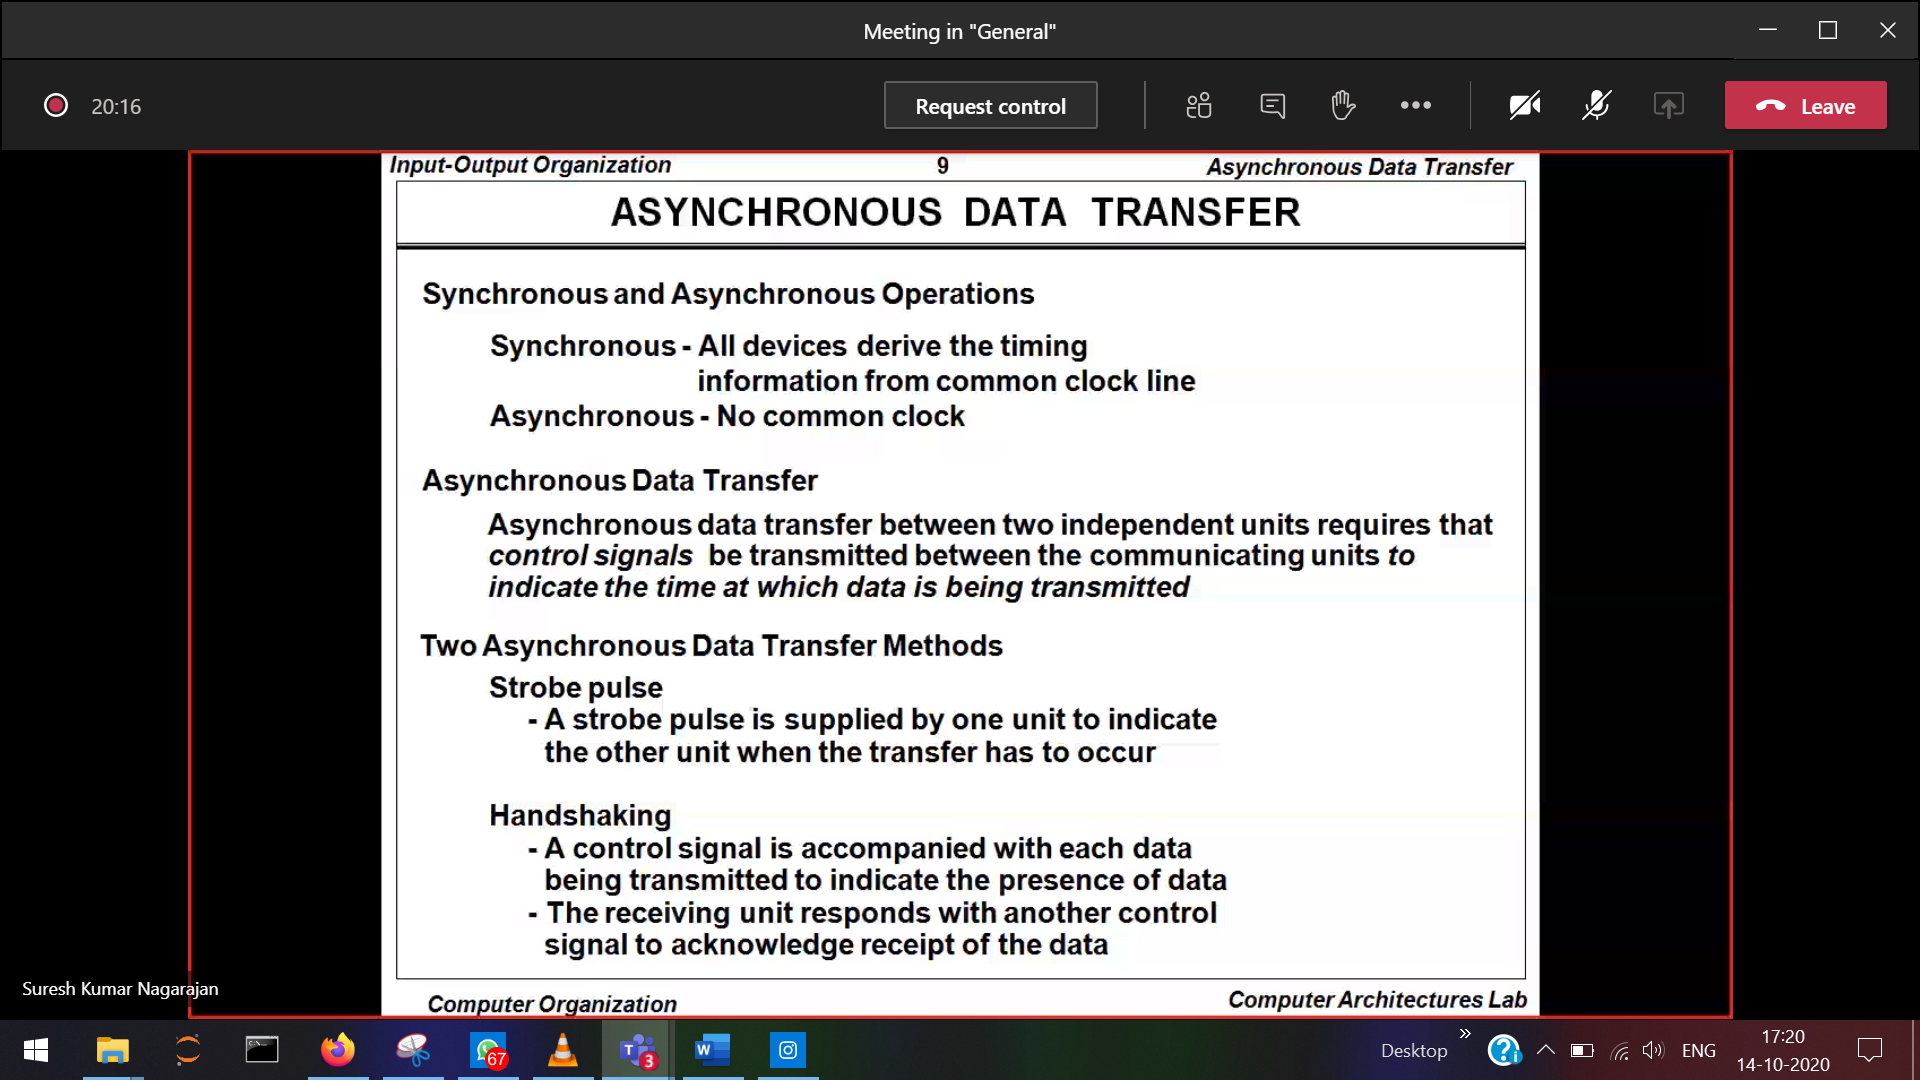 Meeting in "General"
20:16
Request control
Leave
Input-Output Organization 9 Asynchronous Data Transfer
ASYNCHRONOUS DATA TRANSFER
Synchronous and Asynchronous Operations
Synchronous - All devices derive the timing
information from common clock line
Asynchronous - No common clock
Asynchronous Data Transfer
Asynchronous data transfer between two independent units requires that
control signals be transmitted between the communicating units to
indicate the time at which data is being transmitted
Two Asynchronous Data Transfer Methods
Strobe pulse
- A strobe pulse is supplied by one unit to indicate
the other unit when the transfer has to occur
Handshaking
- A control signal is accompanied with each data
being transmitted to indicate the presence of data
- The receiving unit responds with another control
signal to acknowledge receipt of the data
Suresh Kumar Nagarajan
Computer Organization Computer Architectures Lab
67
T
3
W
Desktop
ENG
17:20
14-10-2020